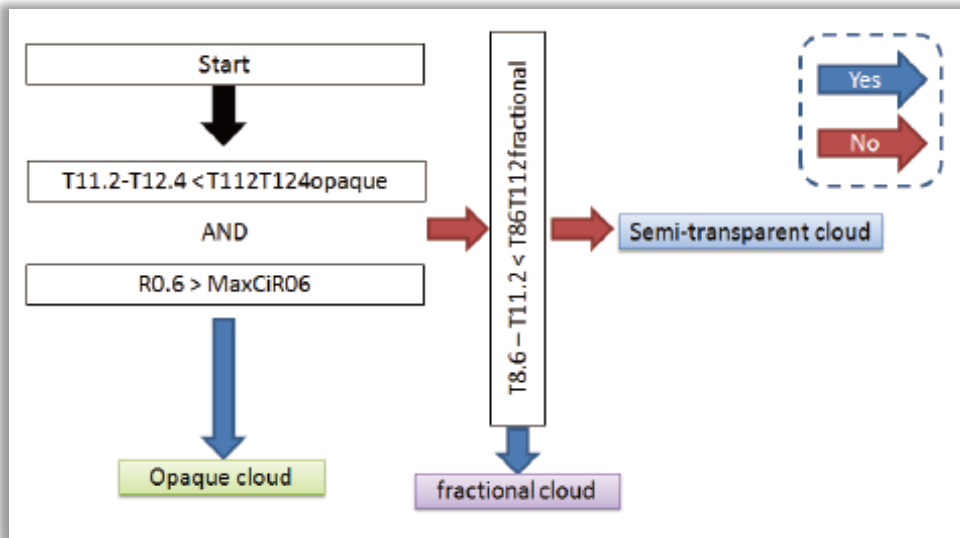 Start
T11.2-T12.4 <T112T124opaque
AND
R0.6 > MaxCiR06
Opaque cloud
T8.6 – T11.2 < T86T112fractional
fractional cloud
Semi-transparent cloud
Yes
No